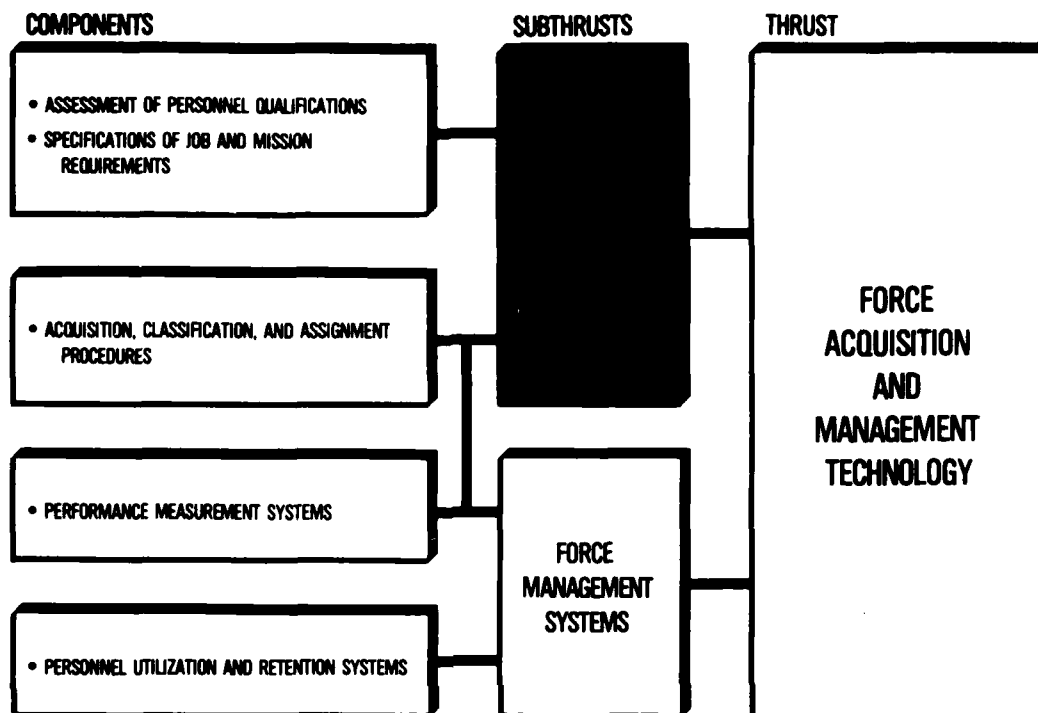 COMPONENTS
SUBTHRUSTS
THRUST
• ASSESSMENT OF PERSONNEL QUALIFICATIONS
• SPECIFICATIONS OF JOB AND MISSION
REQUIREMENTS
• ACQUISITION, CLASSIFICATION, AND ASSIGNMENT
PROCEDURES
• PERFORMANCE MEASUREMENT SYSTEMS
• PERSONNEL UTILIZATION AND RETENTION SYSTEMS
FORCE
MANAGEMENT
SYSTEMS
FORCE
ACQUISITION
AND
MANAGEMENT
TECHNOLOGY